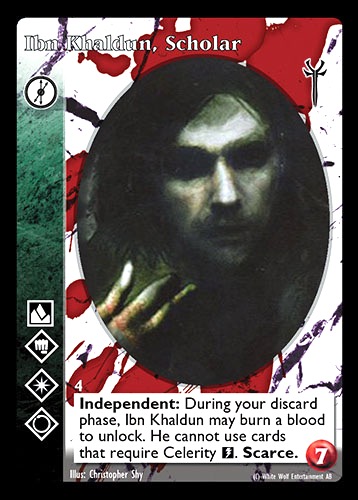 Ibn Khaldun, Scholar
4
Independent: During your discard
phase, Ibn Khaldun may burn a blood
to unlock. He cannot use cards
that require Celerity . Scarce.
7
Illus: Christopher Shy
(C) White Wolf Entertainment AB